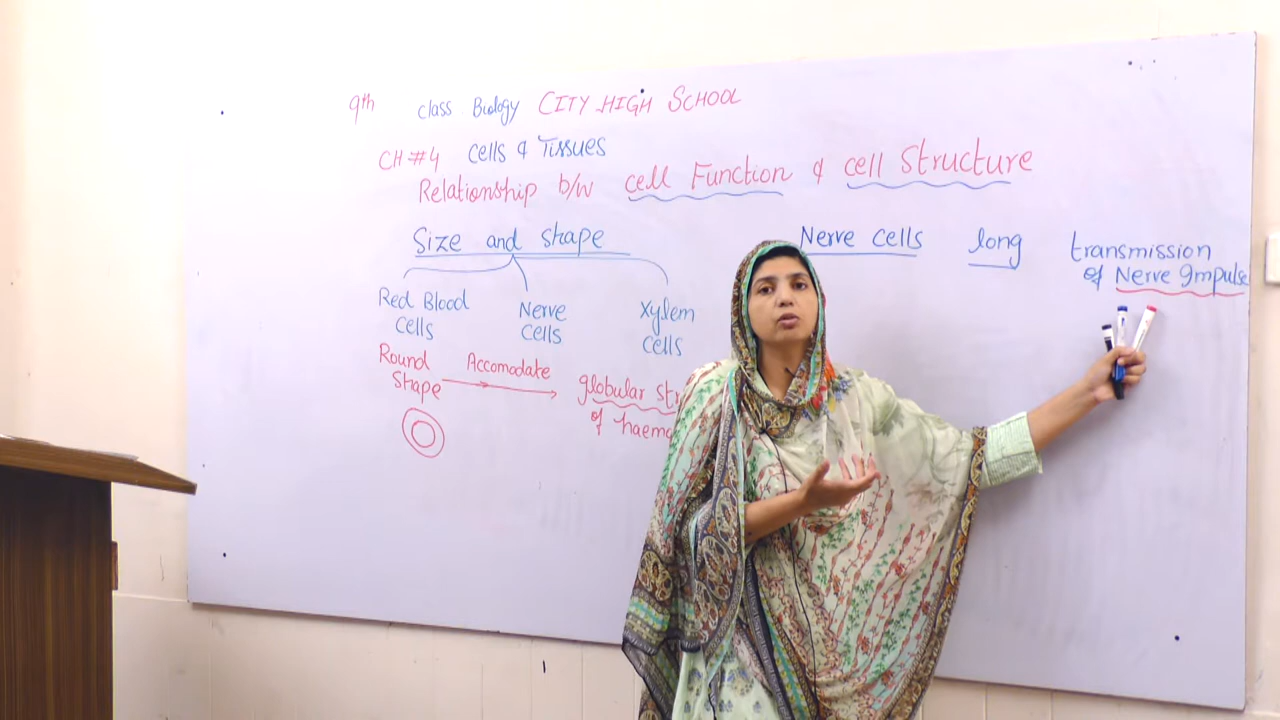 9th class Biology CITY HIGH SCHOOL
CH#4 Cells & Tissues
Relationship b/w cell Function & cell Structure
Size and shape
Red Blood Cells
Nerve Cells
Xylem Cells
Round Shape
Accomodate
globular
of
Nerve cells long transmission
of Nerve Impulse